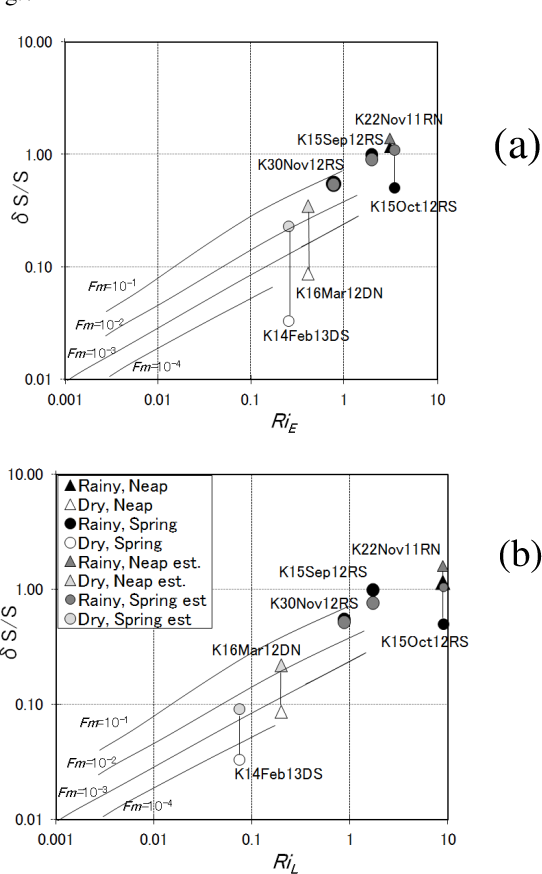 10.00
(a)
K22Nov11RN
1.00
K15Sep12RS
K30Nov12RS
δ S/S
K15Oct12RS
0.10
Fm=10⁻¹
K16Mar12DN
Fm=10⁻²
K14Feb13DS
Fm=10⁻³
Fm=10⁻⁴
0.01
0.001 0.01 0.1 1 10
Ri_E
10.00
Rainy, Neap
Dry, Neap
Rainy, Spring
Dry, Spring
Rainy, Neap est.
Dry, Neap est.
Rainy, Spring est
Dry, Spring est
(b)
K22Nov11RN
K15Sep12RS
1.00
K30Nov12RS
δ S/S
K15Oct12RS
K16Mar12DN
0.10
Fm=10⁻¹
Fm=10⁻²
K14Feb13DS
Fm=10⁻³
Fm=10⁻⁴
0.01
0.001 0.01 0.1 1 10
Ri_L